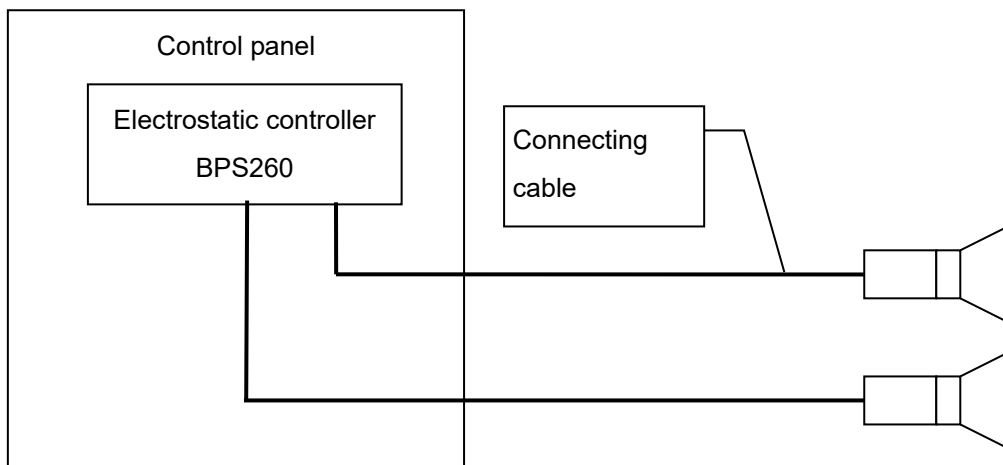 Control panel
Electrostatic controller
BPS260
Connecting
cable